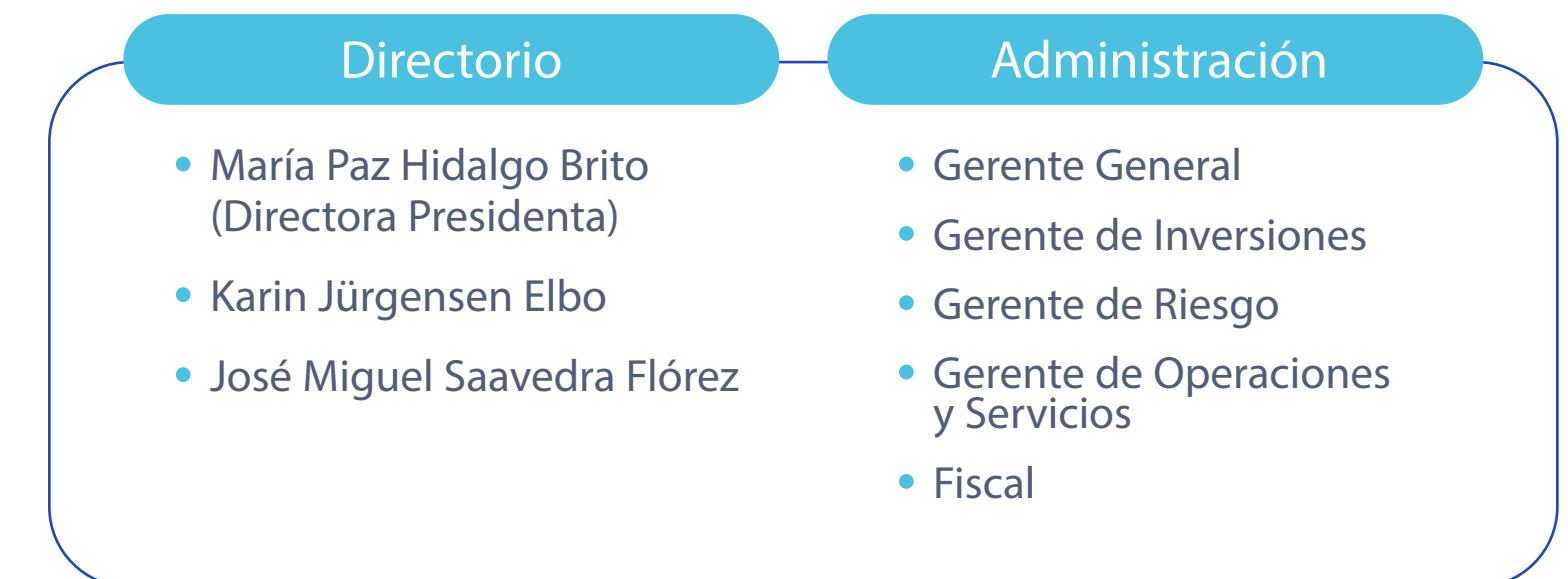 Directorio
María Paz Hidalgo Brito
(Directora Presidenta)
Karin Jürgensen Elbo
José Miguel Saavedra Flórez
Administración
Gerente General
Gerente de Inversiones
Gerente de Riesgo
Gerente de Operaciones
y Servicios
Fiscal